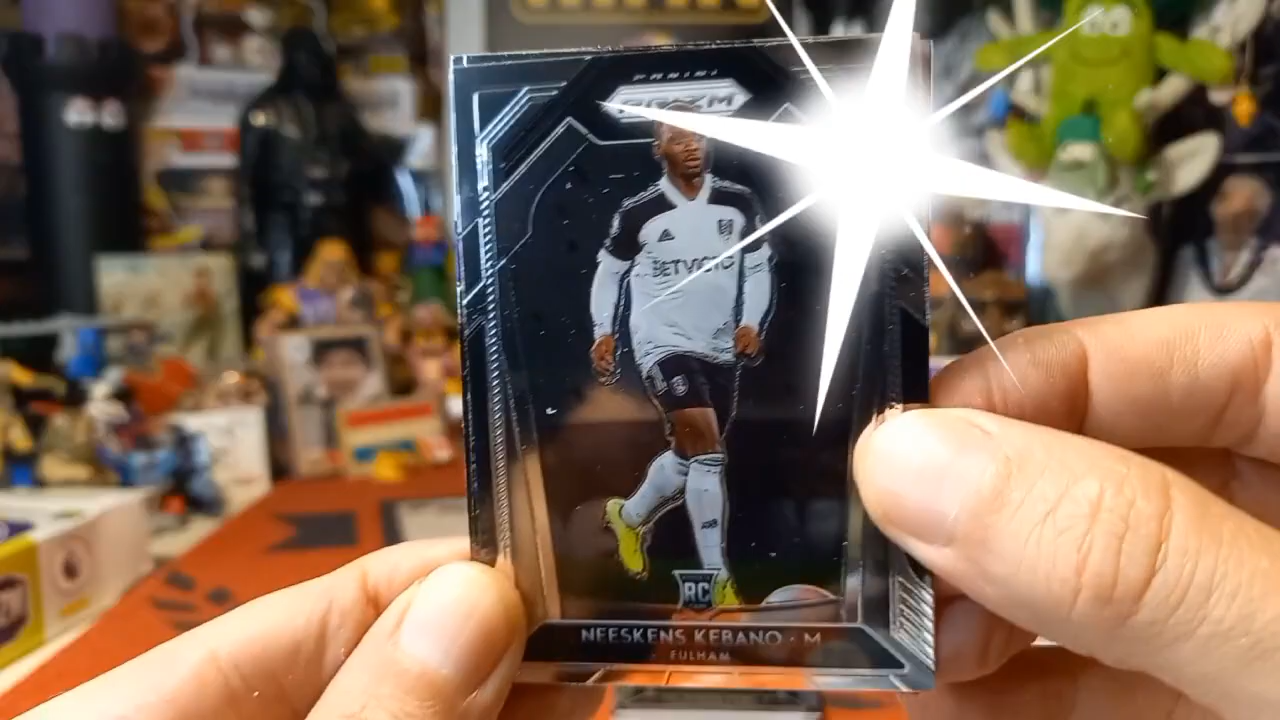 PANINI
PRIZM
BETVICTOR
RC
NEESKENS KEBANO · M
FULHAM